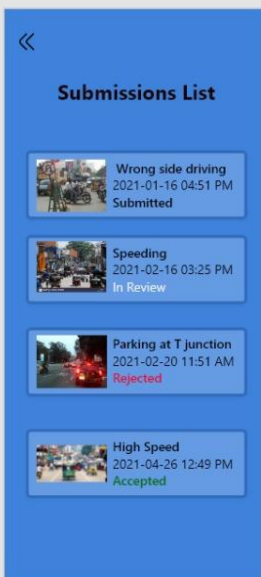 Submissions List
Wrong side driving
2021-01-16 04:51 PM
Submitted
Speeding
2021-02-16 03:25 PM
In Review
Parking at T junction
2021-02-20 11:51 AM
Rejected
High Speed
2021-04-26 12:49 PM
Accepted